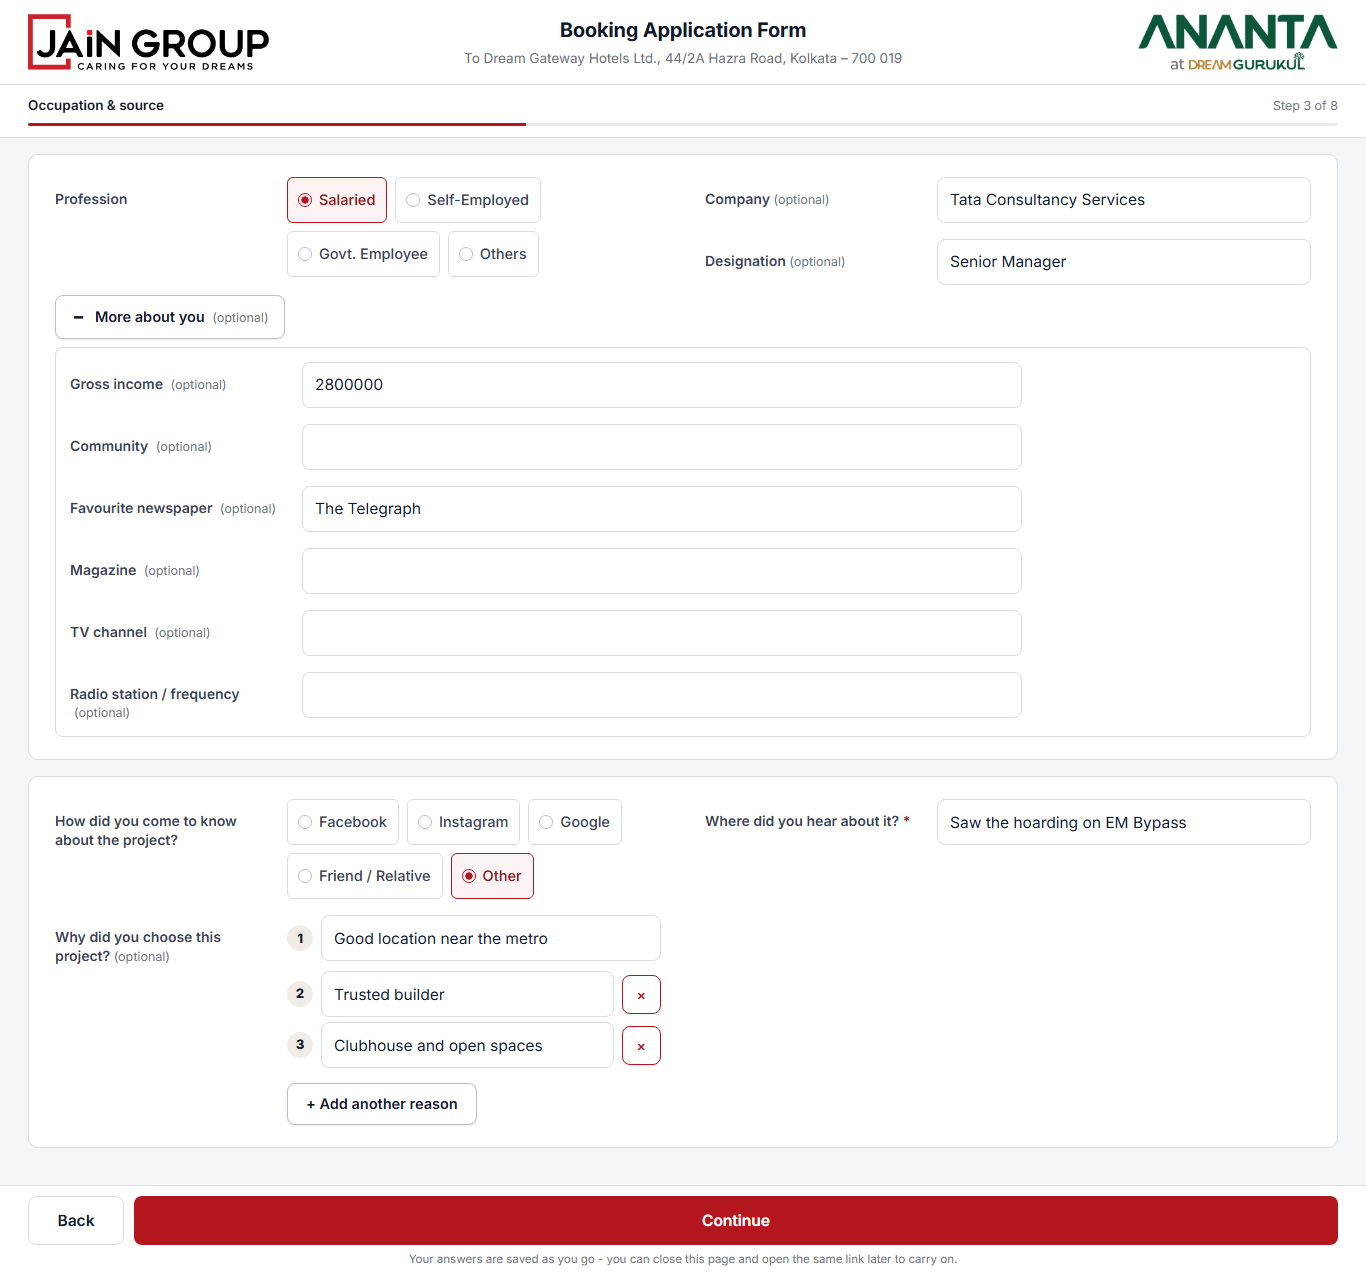 JAIN GROUP
CARING FOR YOUR DREAMS
Booking Application Form
To Dream Gateway Hotels Ltd., 44/2A Hazra Road, Kolkata – 700 019
ANANTA
at DREAM GURUKUL
Occupation & source
Step 3 of 8
Profession
Salaried
Self-Employed
Govt. Employee
Others
Company (optional)
Tata Consultancy Services
Designation (optional)
Senior Manager
− More about you (optional)
Gross income (optional)
2800000
Community (optional)
Favourite newspaper (optional)
The Telegraph
Magazine (optional)
TV channel (optional)
Radio station / frequency
(optional)
How did you come to know
about the project?
Facebook
Instagram
Google
Friend / Relative
Other
Where did you hear about it? *
Saw the hoarding on EM Bypass
Why did you choose this
project? (optional)
1 Good location near the metro
2 Trusted builder ×
3 Clubhouse and open spaces ×
+ Add another reason
Back
Continue
Your answers are saved as you go - you can close this page and open the same link later to carry on.